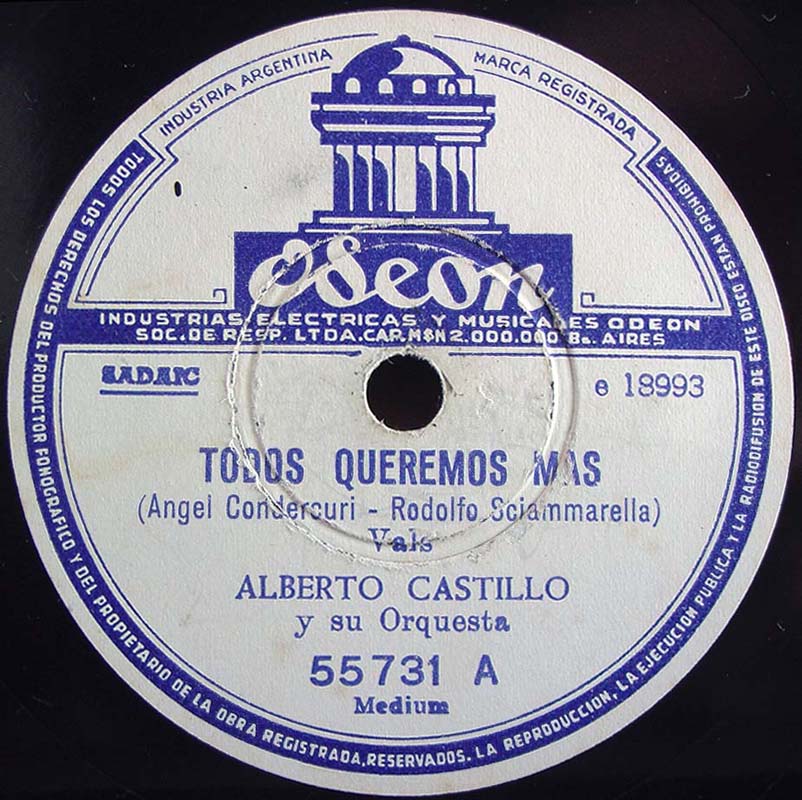 INDUSTRIA ARGENTINA
MARCA REGISTRADA
Odeon
INDUSTRIAS ELECTRICAS Y MUSICALES ODEON
SOC. DE RESP. LTDA. CAP. M$N 2.000.000 Bs. AIRES
SADAIC
e 18993
TODOS QUEREMOS MAS
(Angel Condercuri - Rodolfo Sciammarella)
Vals
ALBERTO CASTILLO
y su Orquesta
55731 A
Medium
TODOS LOS DERECHOS DEL PRODUCTOR FONOGRAFICO Y DEL PROPIETARIO DE LA OBRA REGISTRADA, RESERVADOS. LA REPRODUCCION, LA EJECUCION PUBLICA Y LA RADIODIFUSION DE ESTE DISCO ESTAN PROHIBIDAS